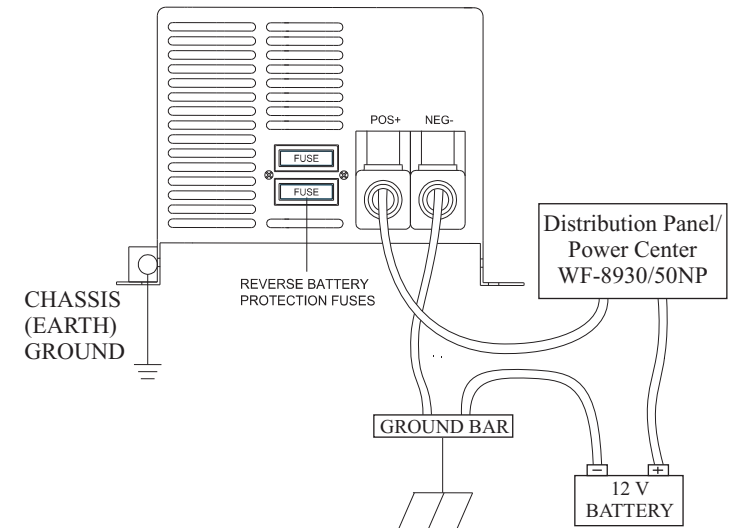 POS+ NEG-
FUSE
FUSE
Distribution Panel/
Power Center
WF-8930/50NP
REVERSE BATTERY
PROTECTION FUSES
CHASSIS
(EARTH)
GROUND
GROUND BAR
- +
12 V
BATTERY